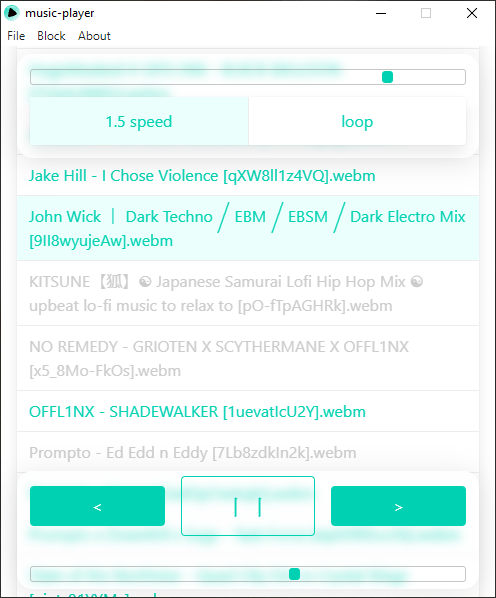 music-player
File Block About
1.5 speed loop
Jake Hill - I Chose Violence [qXW8ll1z4VQ].webm
John Wick ｜ Dark Techno ⧸ EBM ⧸ EBSM ⧸ Dark Electro Mix
[9II8wyujeAw].webm
KITSUNE【狐】☯ Japanese Samurai Lofi Hip Hop Mix ☯
upbeat lo-fi music to relax to [pO-fTpAGHRk].webm
NO REMEDY - GRIOTEN X SCYTHERMANE X OFFL1NX
[x5_8Mo-FkOs].webm
OFFL1NX - SHADEWALKER [1uevatIcU2Y].webm
Prompto - Ed Edd n Eddy [7Lb8zdkIn2k].webm
< | | >